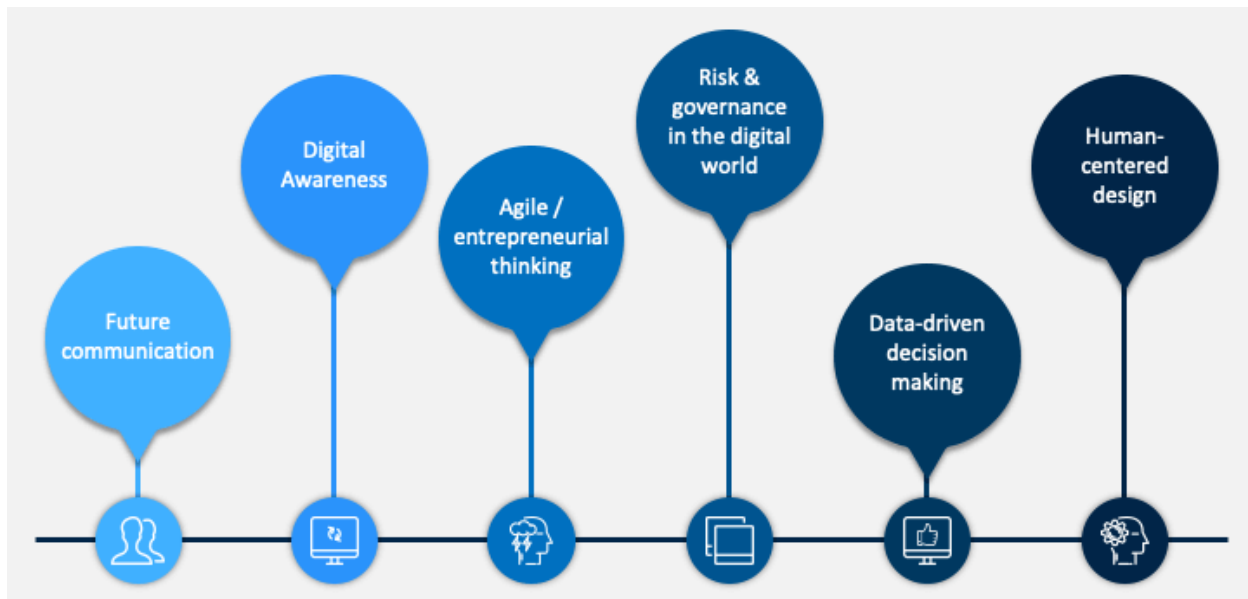 Future
communication
Digital
Awareness
Agile /
entrepreneurial
thinking
Risk &
governance
in the digital
world
Data-driven
decision
making
Human-
centered
design